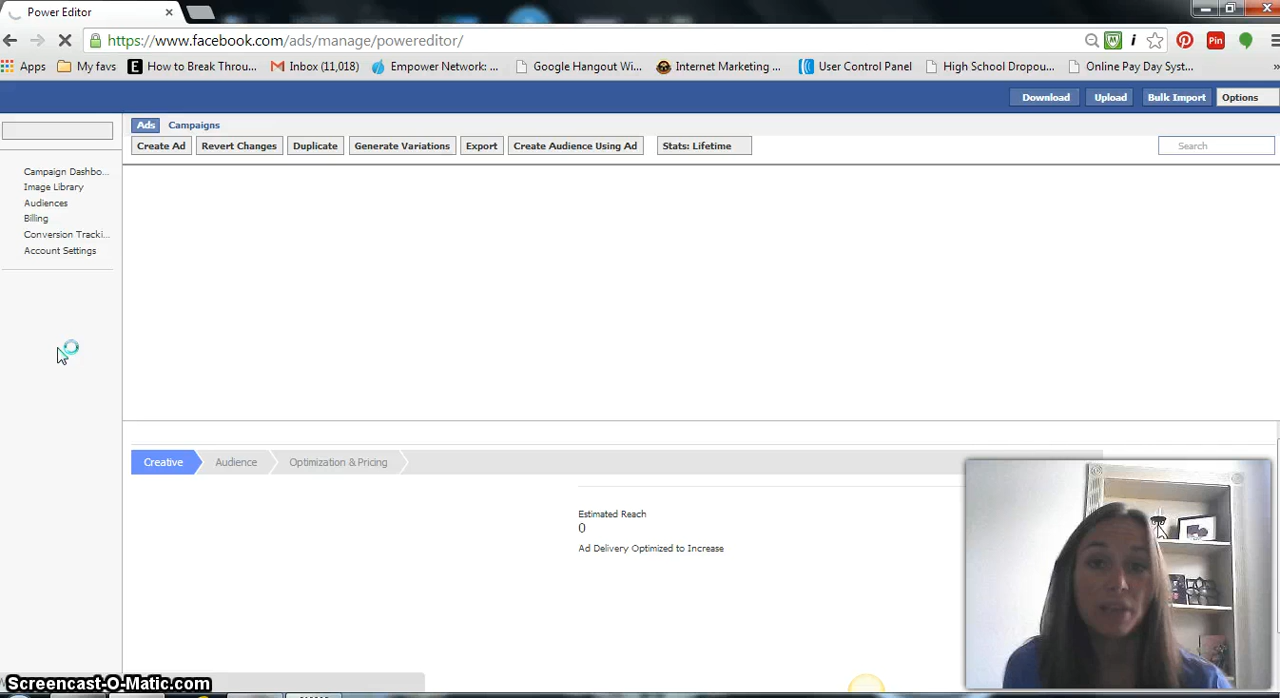 Power Editor
https://www.facebook.com/ads/manage/powereditor/
Apps My favs How to Break Throu... Inbox (11,018) Empower Network: ... Google Hangout Wi... Internet Marketing ... User Control Panel High School Dropou... Online Pay Day Syst... »
Download Upload Bulk Import Options
Ads Campaigns
Create Ad Revert Changes Duplicate Generate Variations Export Create Audience Using Ad Stats: Lifetime Search
Campaign Dashbo...
Image Library
Audiences
Billing
Conversion Tracki...
Account Settings
Creative Audience Optimization & Pricing
Estimated Reach
0
Ad Delivery Optimized to Increase
Screencast-O-Matic.com